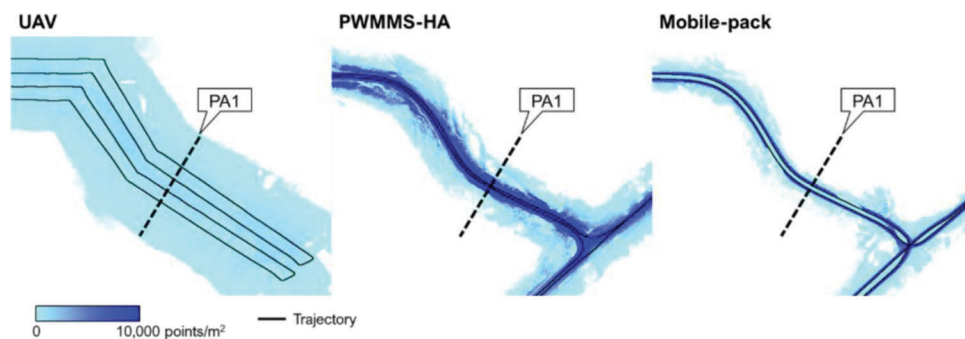 UAV
PWMMS-HA
Mobile-pack
PA1
PA1
PA1
0
10,000 points/m²
Trajectory